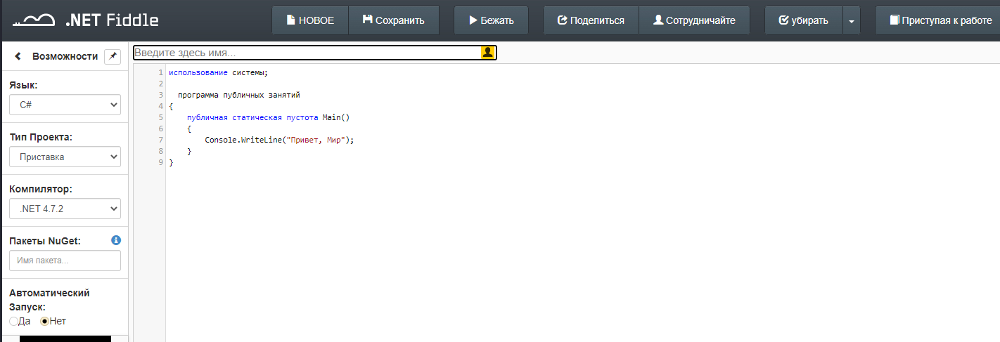 .NET Fiddle
НОВОЕ
Сохранить
Бежать
Поделиться
Сотрудничайте
убирать
Приступая к работе
Возможности
Язык:
C#
Тип Проекта:
Приставка
Компилятор:
.NET 4.7.2
Пакеты NuGet:
Имя пакета...
Автоматический
Запуск:
Да Нет
Введите здесь имя...
1 использование системы;
2
3 программа публичных занятий
4 {
5 публичная статическая пустота Main()
6 {
7 Console.WriteLine("Привет, Мир");
8 }
9 }